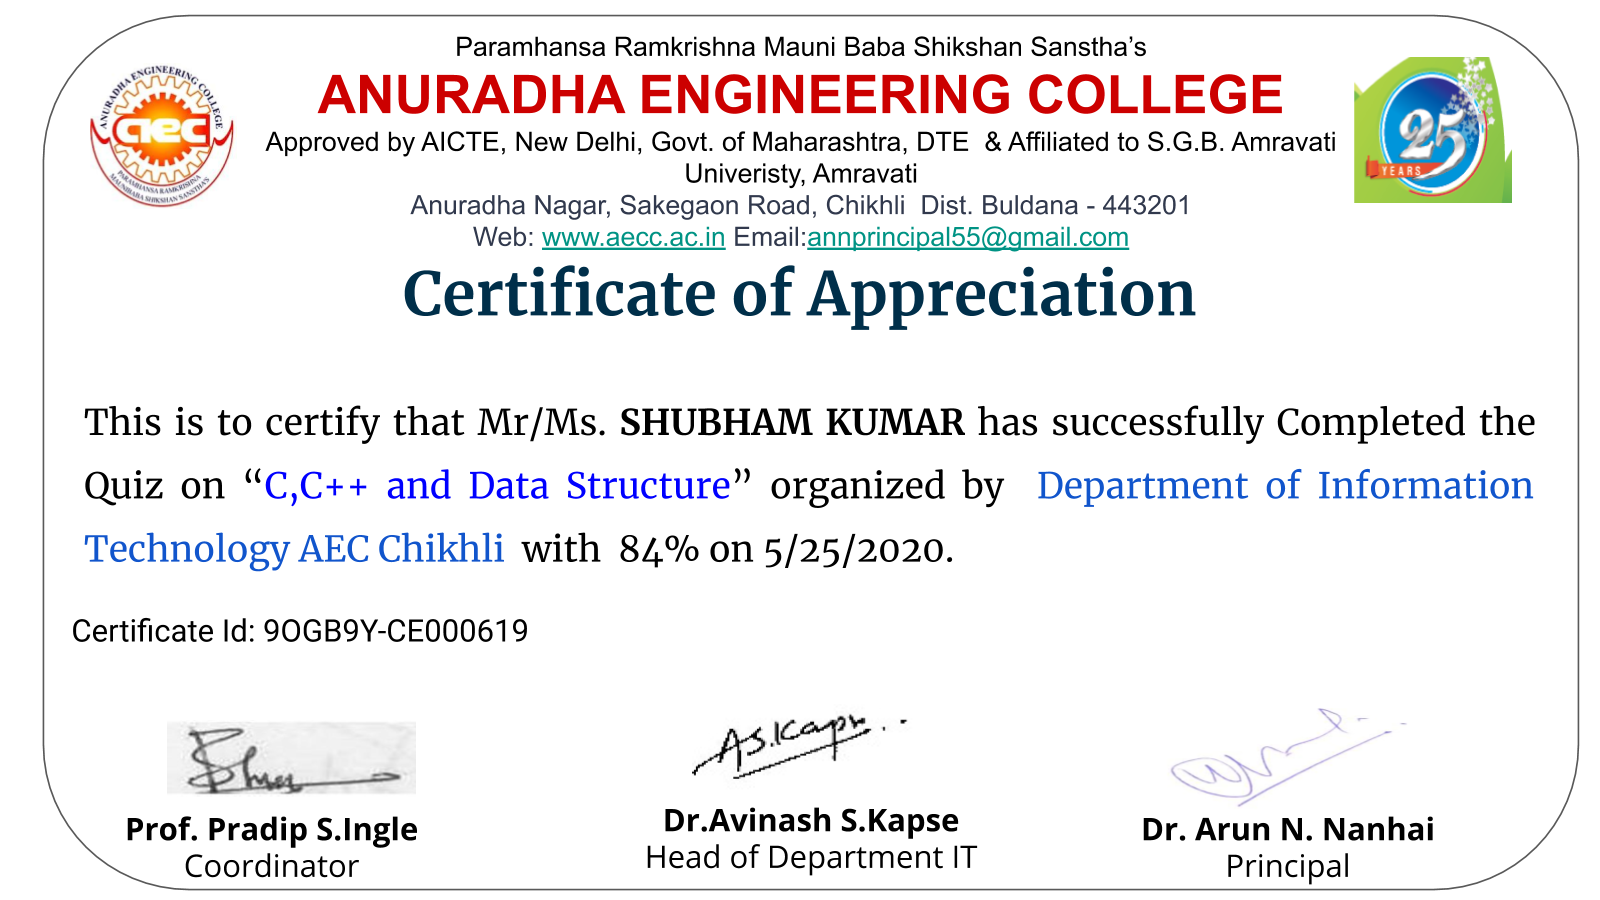 Paramhansa Ramkrishna Mauni Baba Shikshan Sanstha’s
ANURADHA ENGINEERING COLLEGE
Approved by AICTE, New Delhi, Govt. of Maharashtra, DTE & Affiliated to S.G.B. Amravati
Univeristy, Amravati
Anuradha Nagar, Sakegaon Road, Chikhli Dist. Buldana - 443201
Web: www.aecc.ac.in Email:annprincipal55@gmail.com
ANURADHA ENGINEERING COLLEGE
aec
PARAMHANSA RAMKRISHNA
MAUNIBABA SHIKSHAN SANSTHA'S
25
YEARS
Certificate of Appreciation
This is to certify that Mr/Ms. SHUBHAM KUMAR has successfully Completed the
Quiz on “C,C++ and Data Structure” organized by Department of Information
Technology AEC Chikhli with 84% on 5/25/2020.
Certificate Id: 9OGB9Y-CE000619
A.S.Kapse
Prof. Pradip S.Ingle
Coordinator
Dr.Avinash S.Kapse
Head of Department IT
Dr. Arun N. Nanhai
Principal